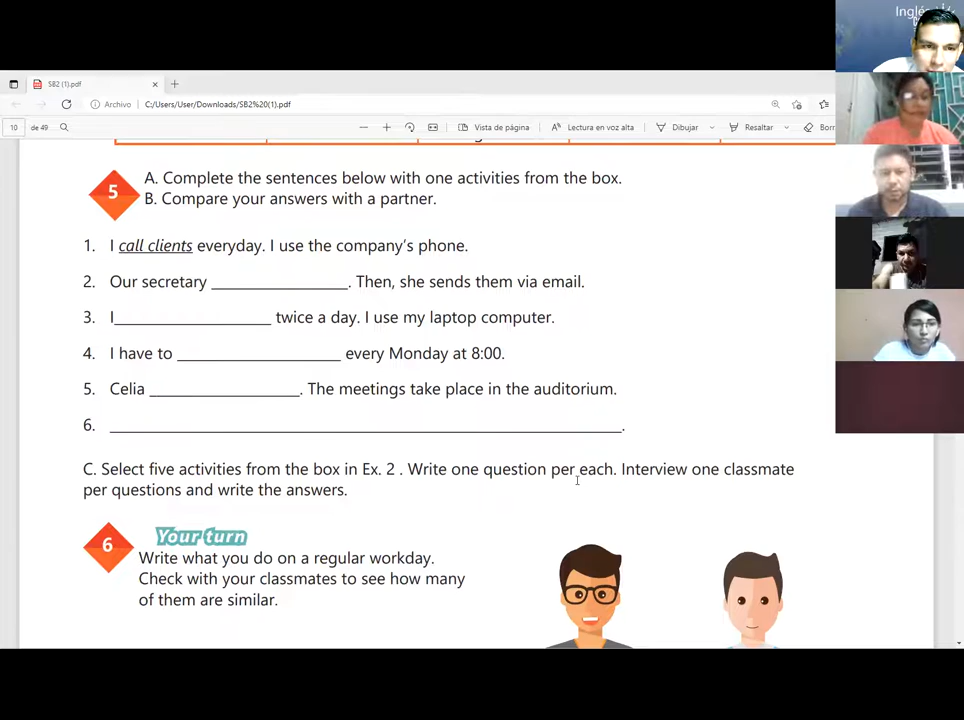 Inglés
SB2 (1).pdf
Archivo C:/Users/User/Downloads/SB2%20(1).pdf
10 de 49 Vista de página Lectura en voz alta Dibujar Resaltar Borr
5
A. Complete the sentences below with one activities from the box.
B. Compare your answers with a partner.
1. I call clients everyday. I use the company's phone.
2. Our secretary ________________. Then, she sends them via email.
3. I___________________ twice a day. I use my laptop computer.
4. I have to ____________________ every Monday at 8:00.
5. Celia __________________. The meetings take place in the auditorium.
6. ______________________________________________________________.
C. Select five activities from the box in Ex. 2 . Write one question per each. Interview one classmate
per questions and write the answers.
6
Your turn
Write what you do on a regular workday.
Check with your classmates to see how many
of them are similar.